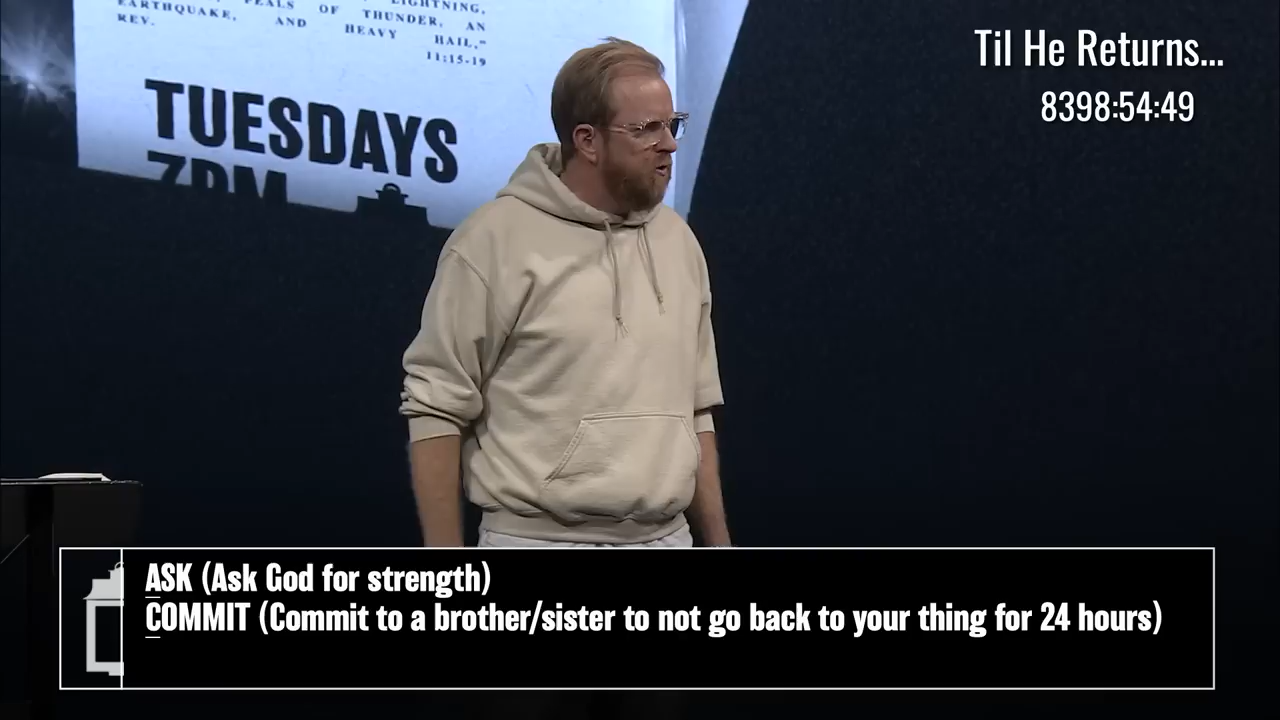 LIGHTNING,
EARTHQUAKE, PEALS OF THUNDER, AN
REV. AND HEAVY HAIL,"
11:15-19
TUESDAYS
7PM
Til He Returns...
8398:54:49
ASK (Ask God for strength)
COMMIT (Commit to a brother/sister to not go back to your thing for 24 hours)